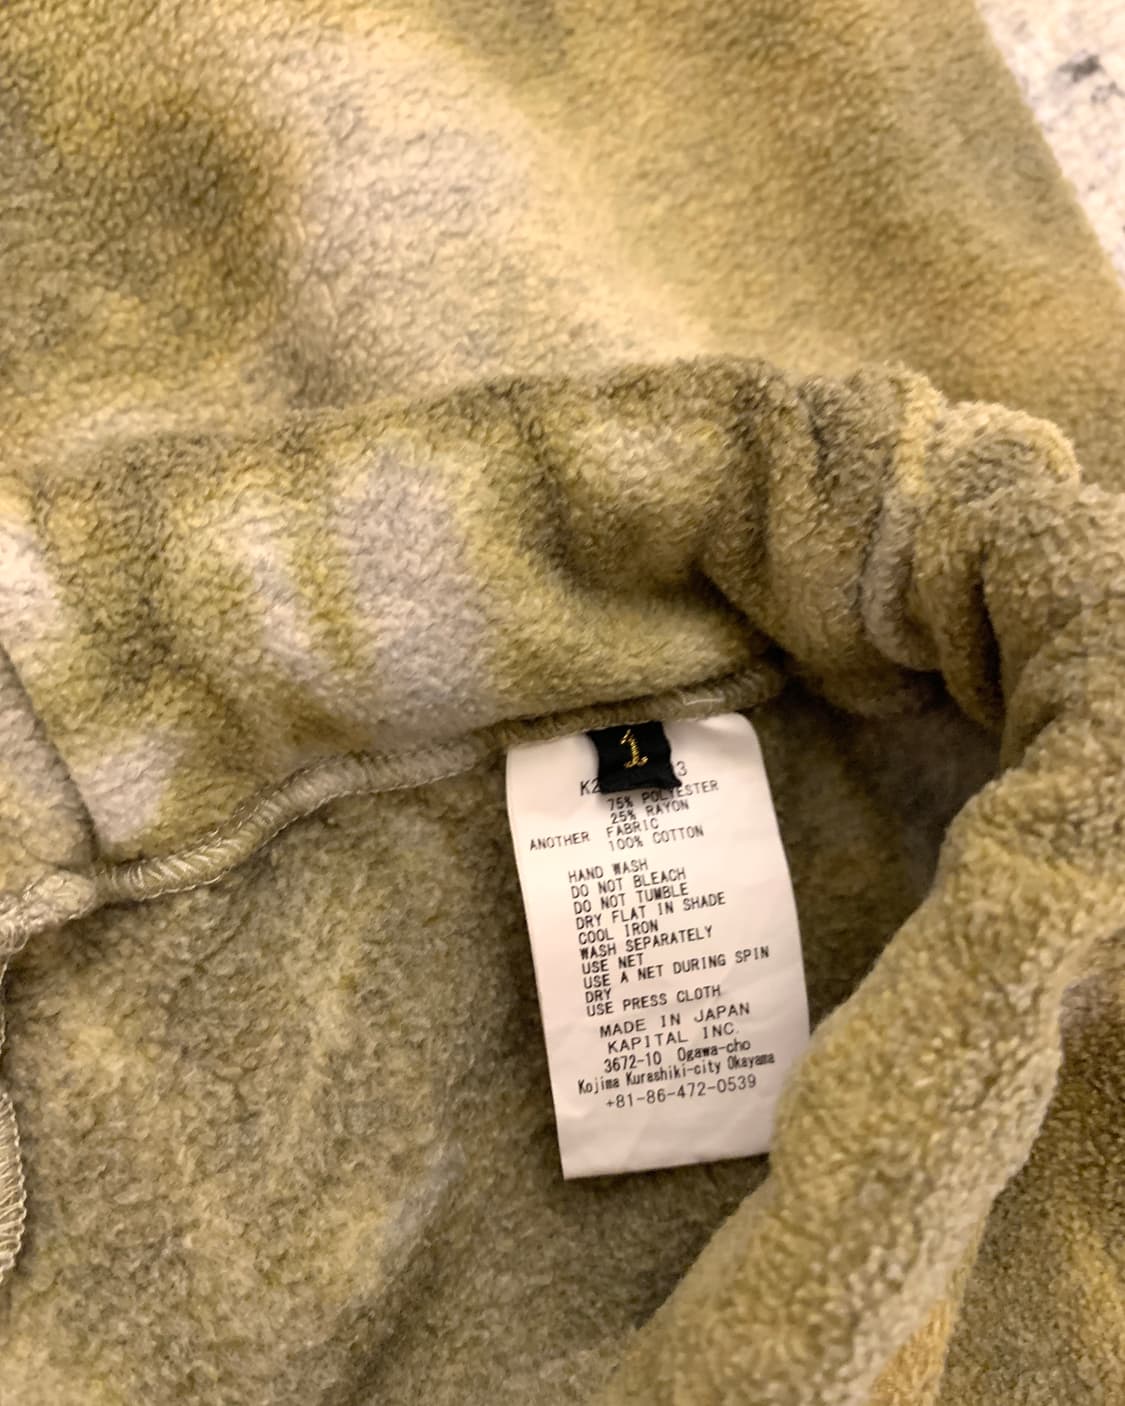 1
75% POLYESTER
25% RAYON
ANOTHER FABRIC
100% COTTON
HAND WASH
DO NOT BLEACH
DO NOT TUMBLE
DRY FLAT IN SHADE
COOL IRON
WASH SEPARATELY
USE NET
USE A NET DURING SPIN
DRY
USE PRESS CLOTH
MADE IN JAPAN
KAPITAL INC.
3672-10 Ogawa-cho
Kojima Kurashiki-city Okayama
+81-86-472-0539